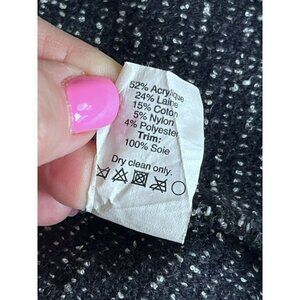 52% Acrylique
24% Laine
15% Coton
5% Nylon
4% Polyester
Trim:
100% Soie
Dry clean only.